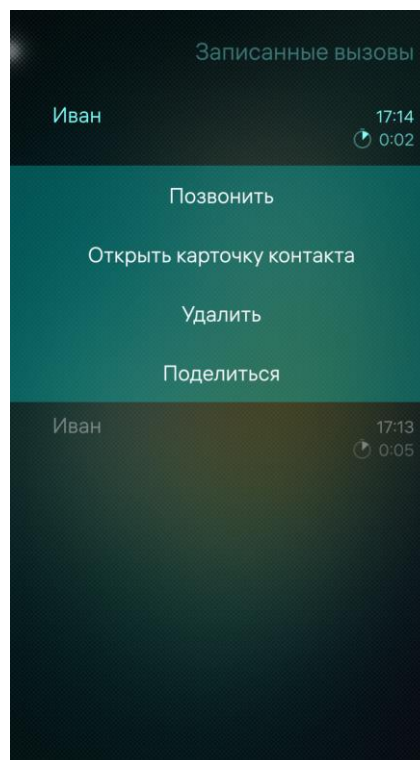 Записанные вызовы
Иван 17:14
0:02
Позвонить
Открыть карточку контакта
Удалить
Поделиться
Иван 17:13
0:05